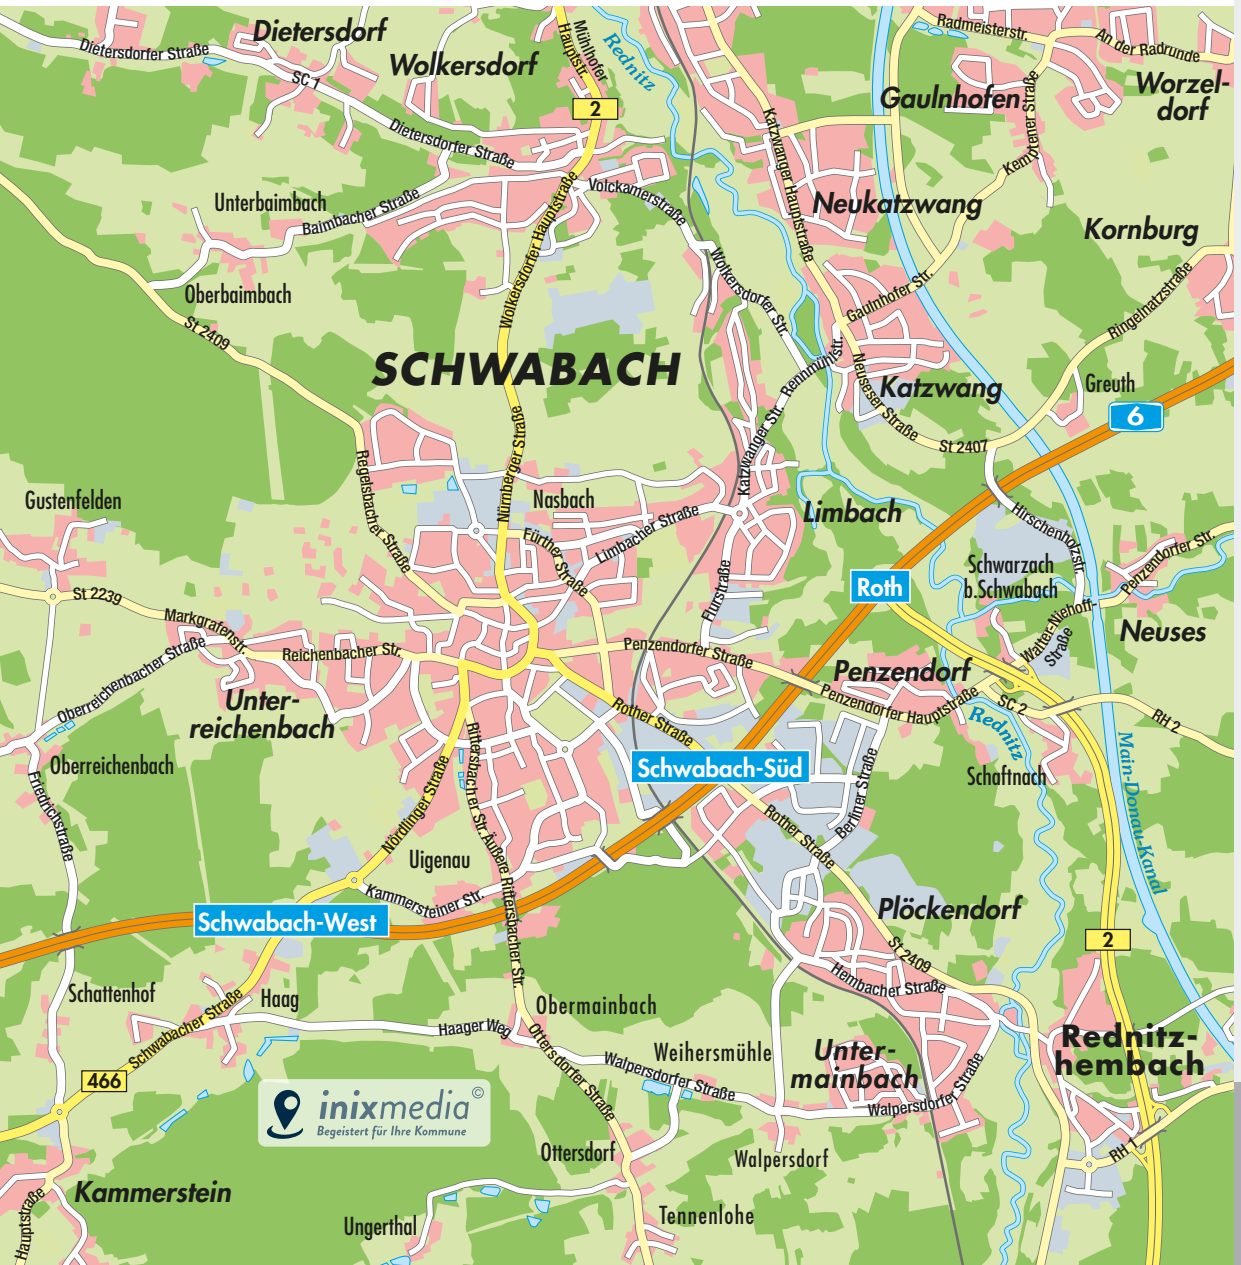 Dietersdorf
Dietersdorfer Straße
SC 1
Wolkersdorf
Mühlhofer
Hauptstr.
Rednitz
2
Radmeisterstr.
An der Radrunde
Worzel-
dorf
Gaulnhofen
Kemptener Straße
Katzwanger Hauptstraße
Dietersdorfer Straße
Unterbaimbach
Baimbacher Straße
Volckamerstraße
Neukatzwang
Kornburg
Wolkersdorfer Hauptstraße
Wolkersdorfer Str.
Oberbaimbach
St 2409
Gaulnhofer Str.
Ringelnatzstraße
SCHWABACH
Rennmühlstr.
Neuseser Straße
Katzwang
Greuth
6
Katzwanger Str.
St 2407
Nürnberger Straße
Regelsbacher Straße
Gustenfelden
Nasbach
Limbacher Straße
Fürther Straße
Limbach
Hirschenholzstr.
Schwarzach
b.Schwabach
Penzendorfer Str.
Roth
Flurstraße
St 2239
Markgrafenstr.
Reichenbacher Str.
Penzendorfer Straße
Watter-Niehoff-
Straße
Neuses
Oberreichenbacher Straße
Unter-
reichenbach
Penzendorf
Penzendorfer Hauptstraße
SC 2
RH 2
Rednitz
Rother Straße
Rittersbacher Str.
Schwabach-Süd
Oberreichenbach
Schaftnach
Main-Donau-Kanal
Friedrichstraße
Nördlinger Straße
Berliner Straße
Rother Straße
Uigenau
Äußere Rittersbacher Str.
Kammersteiner Str.
Schwabach-West
Plöckendorf
2
St 2409
Hembacher Straße
Schattenhof
Haag
Schwabacher Straße
Obermainbach
Haager Weg
Ottersdorfer Straße
Weihersmühle
Walpersdorfer Straße
Unter-
mainbach
Rednitz-
hembach
466
Walpersdorfer Straße
inixmedia©
Begeistert für Ihre Kommune
Ottersdorf
Walpersdorf
RH 1
Kammerstein
Hauptstraße
Ungerthal
Tennenlohe